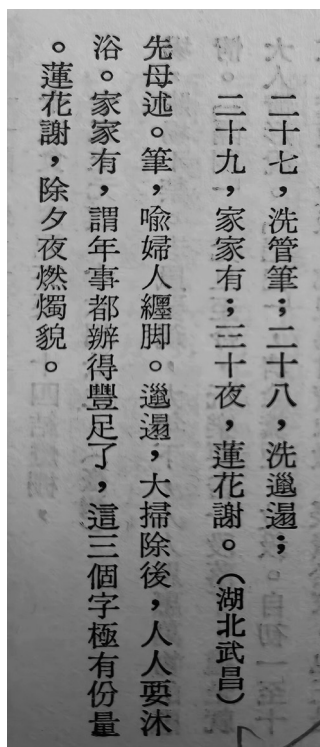 二十七，洗管筆；二十八，洗邋遢；
二十九，家家有；三十夜，蓮花謝。（湖北武昌）
先母述。筆，喻婦人纏脚。邋遢，大掃除後，人人要沐
浴。家家有，謂年事都辦得豐足了，這三個字極有份量
。蓮花謝，除夕夜燃燭貌。